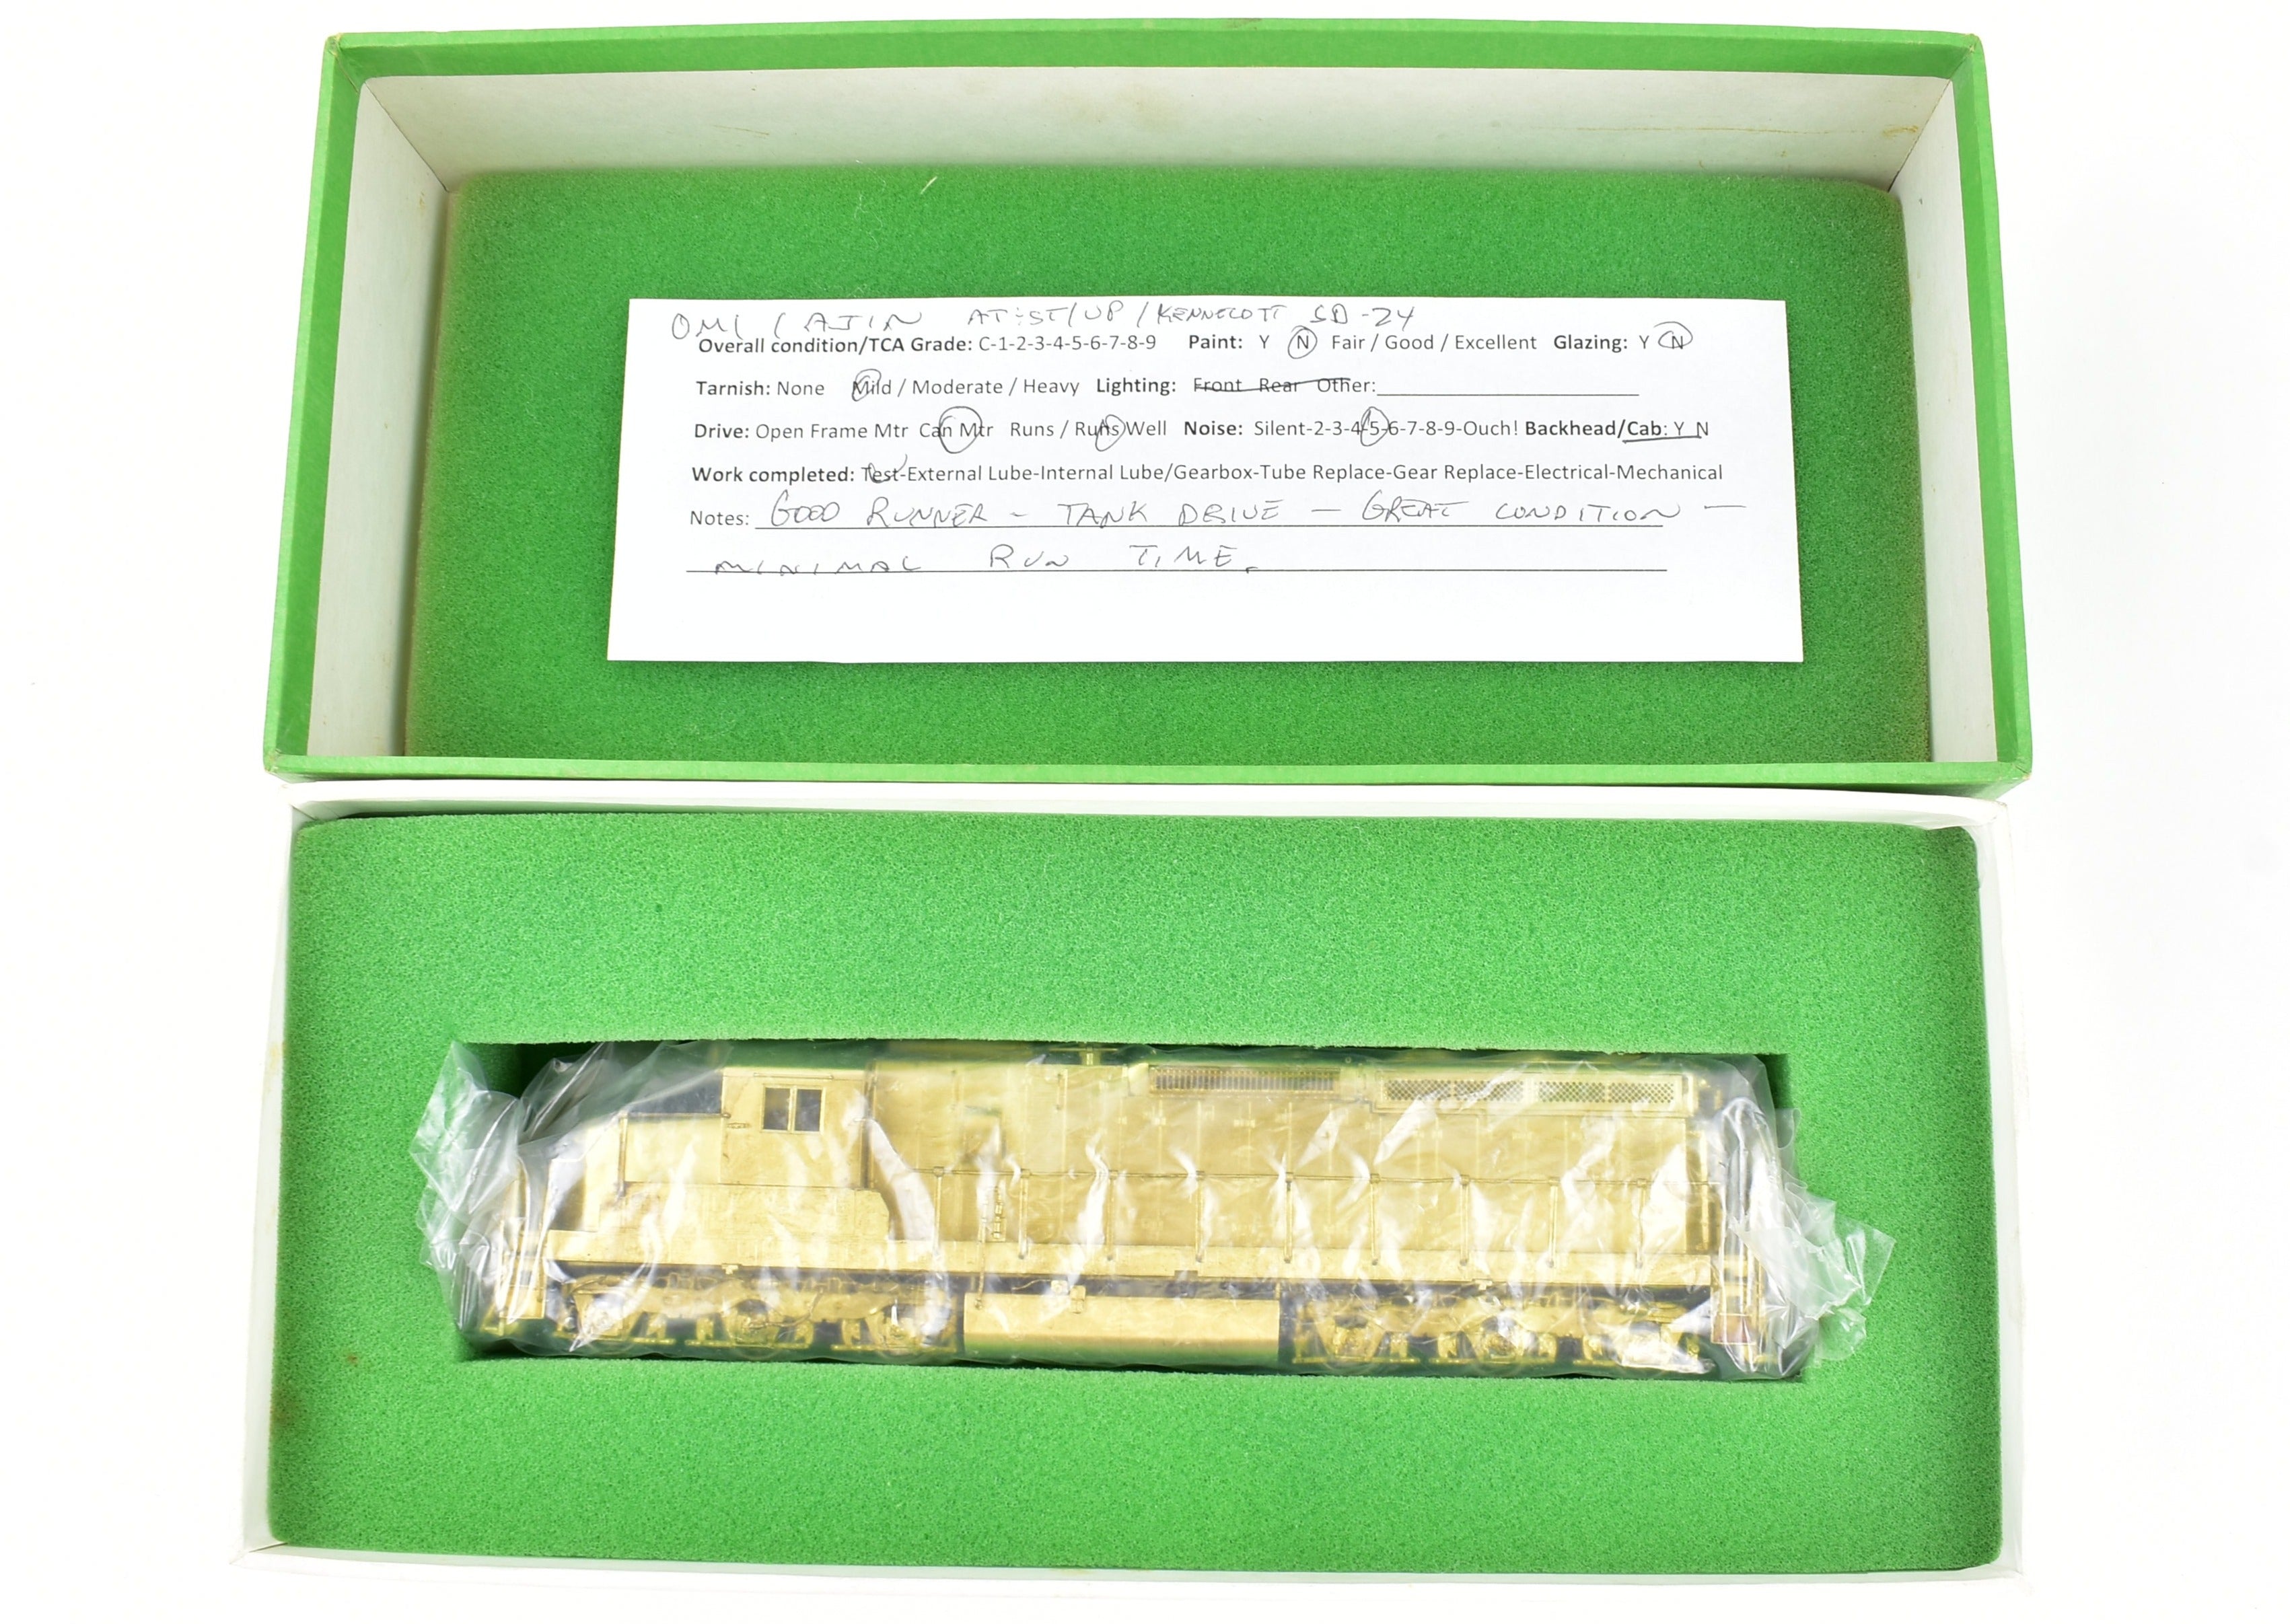 OMI / AJIN AT&SF/UP/KENNECOTT SD-24
Overall condition/TCA Grade: C-1-2-3-4-5-6-7-8-9 Paint: Y N Fair / Good / Excellent Glazing: Y N
Tarnish: None Mild / Moderate / Heavy Lighting: Front Rear Other:
Drive: Open Frame Mtr Can Mtr Runs / Runs Well Noise: Silent-2-3-4-5-6-7-8-9-Ouch! Backhead/Cab: Y N
Work completed: Test-External Lube-Internal Lube/Gearbox-Tube Replace-Gear Replace-Electrical-Mechanical
Notes: GOOD RUNNER - TANK DRIVE - GREAT CONDITION -
MINIMAL RUN TIME.